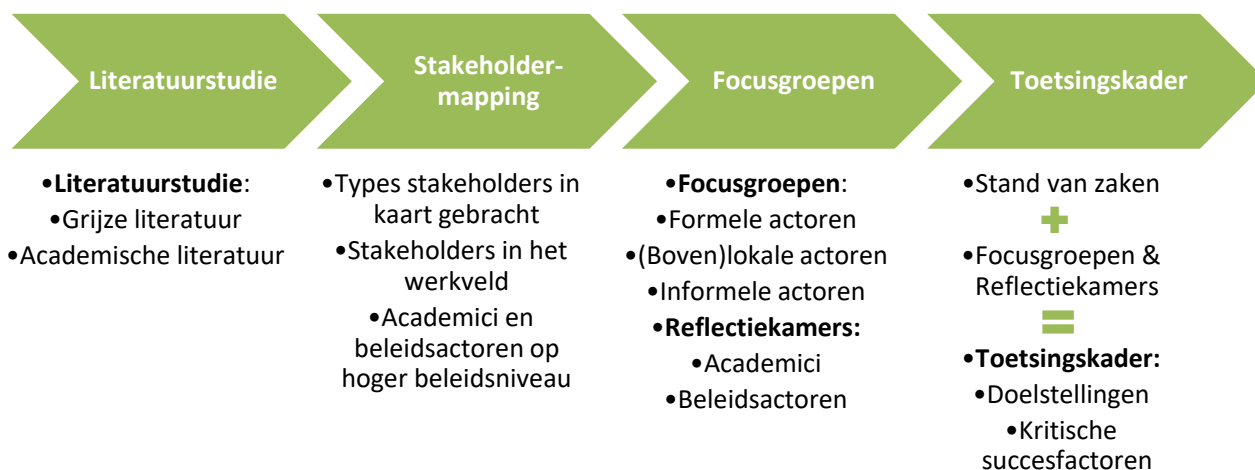 Literatuurstudie
•Literatuurstudie:
•Grijze literatuur
•Academische literatuur
Stakeholder-
mapping
•Types stakeholders in
kaart gebracht
•Stakeholders in het
werkveld
•Academici en
beleidsactoren op
hoger beleidsniveau
Focusgroepen
•Focusgroepen:
•Formele actoren
•(Boven)lokale actoren
•Informele actoren
•Reflectiekamers:
•Academici
•Beleidsactoren
Toetsingskader
•Stand van zaken
+
•Focusgroepen &
Reflectiekamers
=
•Toetsingskader:
•Doelstellingen
•Kritische
succesfactoren